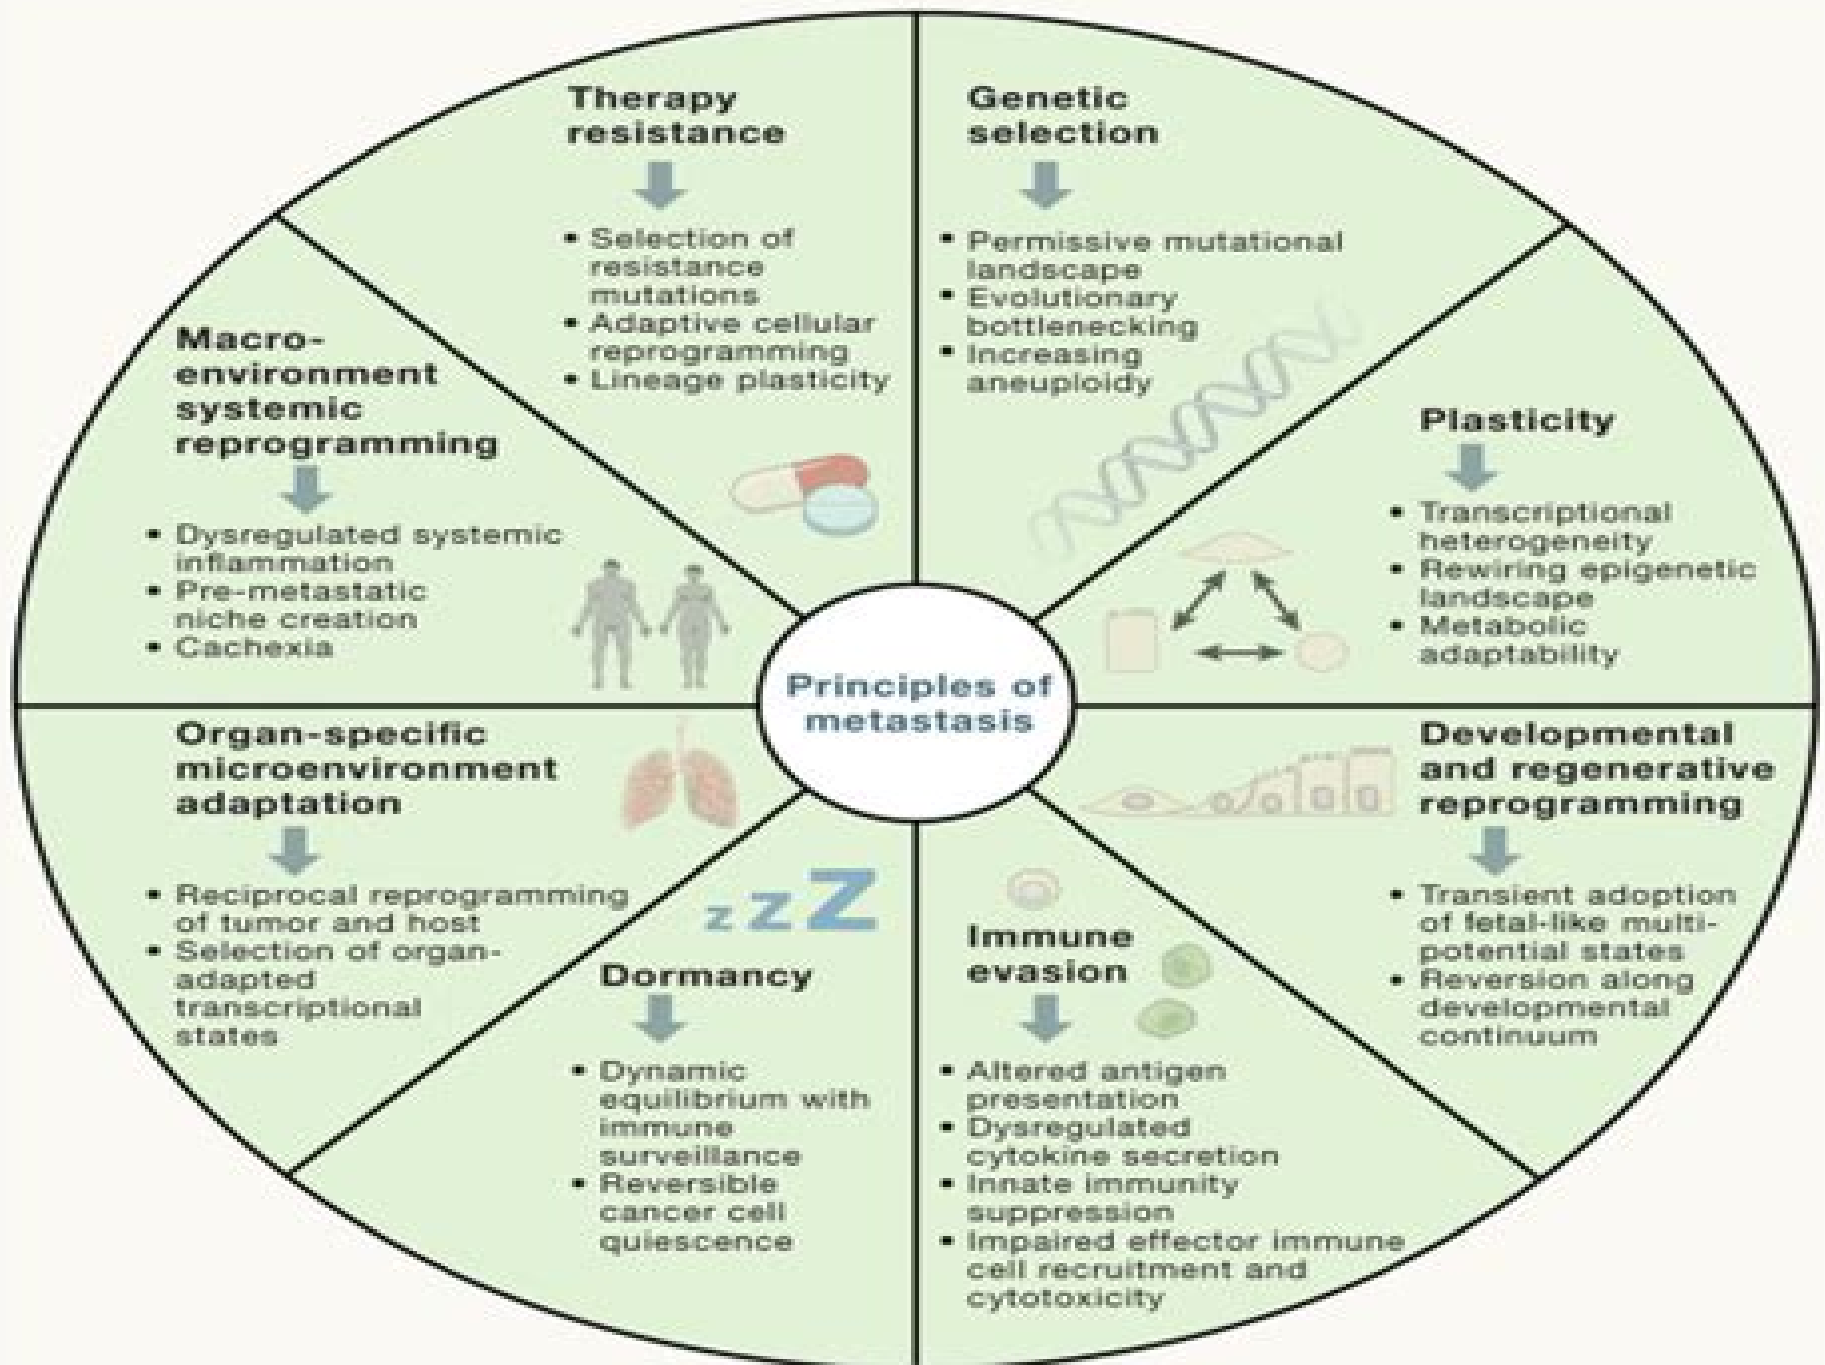 Therapy
resistance
• Selection of
resistance
mutations
• Adaptive cellular
reprogramming
• Lineage plasticity
Genetic
selection
• Permissive mutational
landscape
• Evolutionary
bottlenecking
• Increasing
aneuploidy
Plasticity
• Transcriptional
heterogeneity
• Rewiring epigenetic
landscape
• Metabolic
adaptability
Developmental
and regenerative
reprogramming
• Transient adoption
of fetal-like multi-
potential states
• Reversion along
developmental
continuum
Immune
evasion
• Altered antigen
presentation
• Dysregulated
cytokine secretion
• Innate immunity
suppression
• Impaired effector immune
cell recruitment and
cytotoxicity
z z Z
Dormancy
• Dynamic
equilibrium with
immune
surveillance
• Reversible
cancer cell
quiescence
Organ-specific
microenvironment
adaptation
• Reciprocal reprogramming
of tumor and host
• Selection of organ-
adapted
transcriptional
states
Macro-
environment
systemic
reprogramming
• Dysregulated systemic
inflammation
• Pre-metastatic
niche creation
• Cachexia
Principles of
metastasis